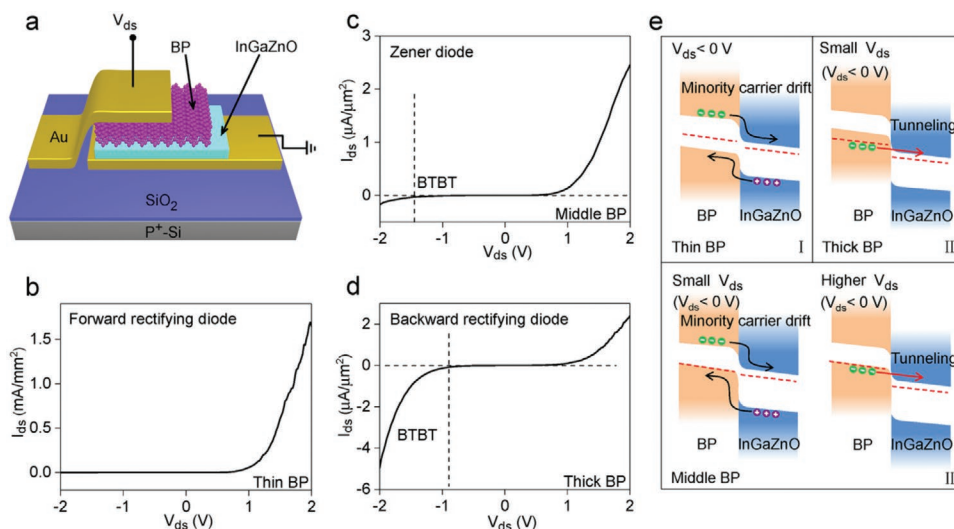 a
V_ds
BP
InGaZnO
Au
SiO₂
P⁺-Si
b
Forward rectifying diode
I_ds (mA/mm²)
1.5
1.0
0.5
0.0
Thin BP
-2 -1 0 1 2
V_ds (V)
c
Zener diode
I_ds (μA/μm²)
3
2
1
0
BTBT
Middle BP
-2 -1 0 1 2
V_ds (V)
d
Backward rectifying diode
I_ds (μA/μm²)
2
0
-2
-4
-6
BTBT
Thick BP
-2 -1 0 1 2
V_ds (V)
e
V_ds < 0 V
Minority carrier drift
BP InGaZnO
Thin BP I
Small V_ds
(V_ds < 0 V)
Tunneling
BP InGaZnO
Thick BP II
Small V_ds
(V_ds < 0 V)
Minority carrier drift
BP InGaZnO
Middle BP
Higher V_ds
(V_ds < 0 V)
Tunneling
BP InGaZnO